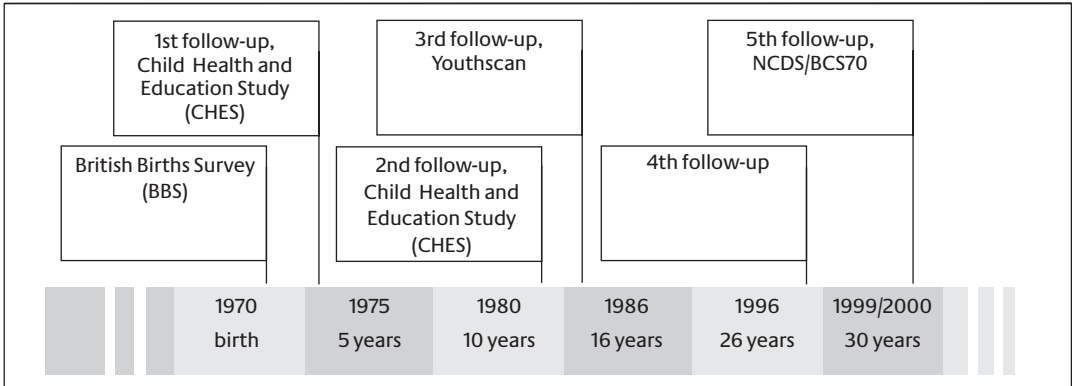 1st follow-up,
Child Health and
Education Study
(CHES)
3rd follow-up,
Youthscan
5th follow-up,
NCDS/BCS70
British Births Survey
(BBS)
2nd follow-up,
Child Health and
Education Study
(CHES)
4th follow-up
1970 1975 1980 1986 1996 1999/2000
birth 5 years 10 years 16 years 26 years 30 years